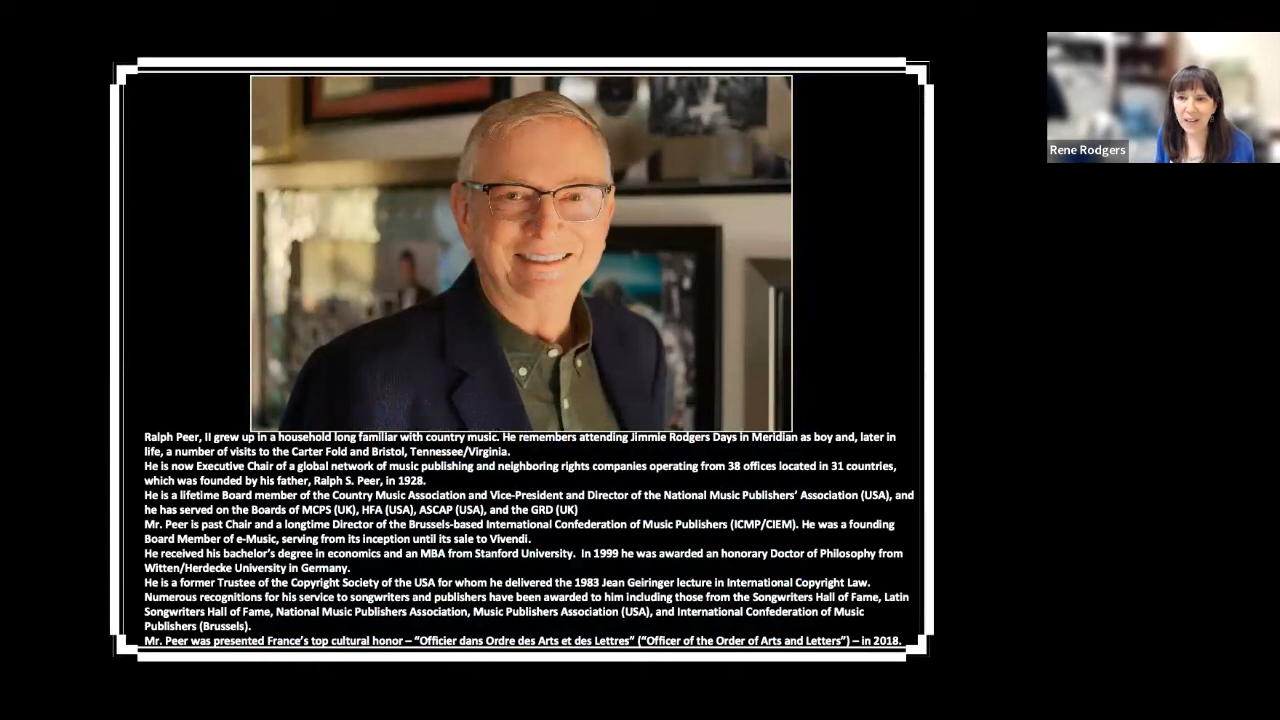 Rene Rodgers
Ralph Peer, II grew up in a household long familiar with country music. He remembers attending Jimmie Rodgers Days in Meridian as boy and, later in
life, a number of visits to the Carter Fold and Bristol, Tennessee/Virginia.
He is now Executive Chair of a global network of music publishing and neighboring rights companies operating from 38 offices located in 31 countries,
which was founded by his father, Ralph S. Peer, in 1928.
He is a lifetime Board member of the Country Music Association and Vice-President and Director of the National Music Publishers’ Association (USA), and
he has served on the Boards of MCPS (UK), HFA (USA), ASCAP (USA), and the GRD (UK)
Mr. Peer is past Chair and a longtime Director of the Brussels-based International Confederation of Music Publishers (ICMP/CIEM). He was a founding
Board Member of e-Music, serving from its inception until its sale to Vivendi.
He received his bachelor’s degree in economics and an MBA from Stanford University.  In 1999 he was awarded an honorary Doctor of Philosophy from
Witten/Herdecke University in Germany.
He is a former Trustee of the Copyright Society of the USA for whom he delivered the 1983 Jean Geiringer lecture in International Copyright Law.
Numerous recognitions for his service to songwriters and publishers have been awarded to him including those from the Songwriters Hall of Fame, Latin
Songwriters Hall of Fame, National Music Publishers Association, Music Publishers Association (USA), and International Confederation of Music
Publishers (Brussels).
Mr. Peer was presented France’s top cultural honor – “Officier dans Ordre des Arts et des Lettres” (“Officer of the Order of Arts and Letters”) – in 2018.